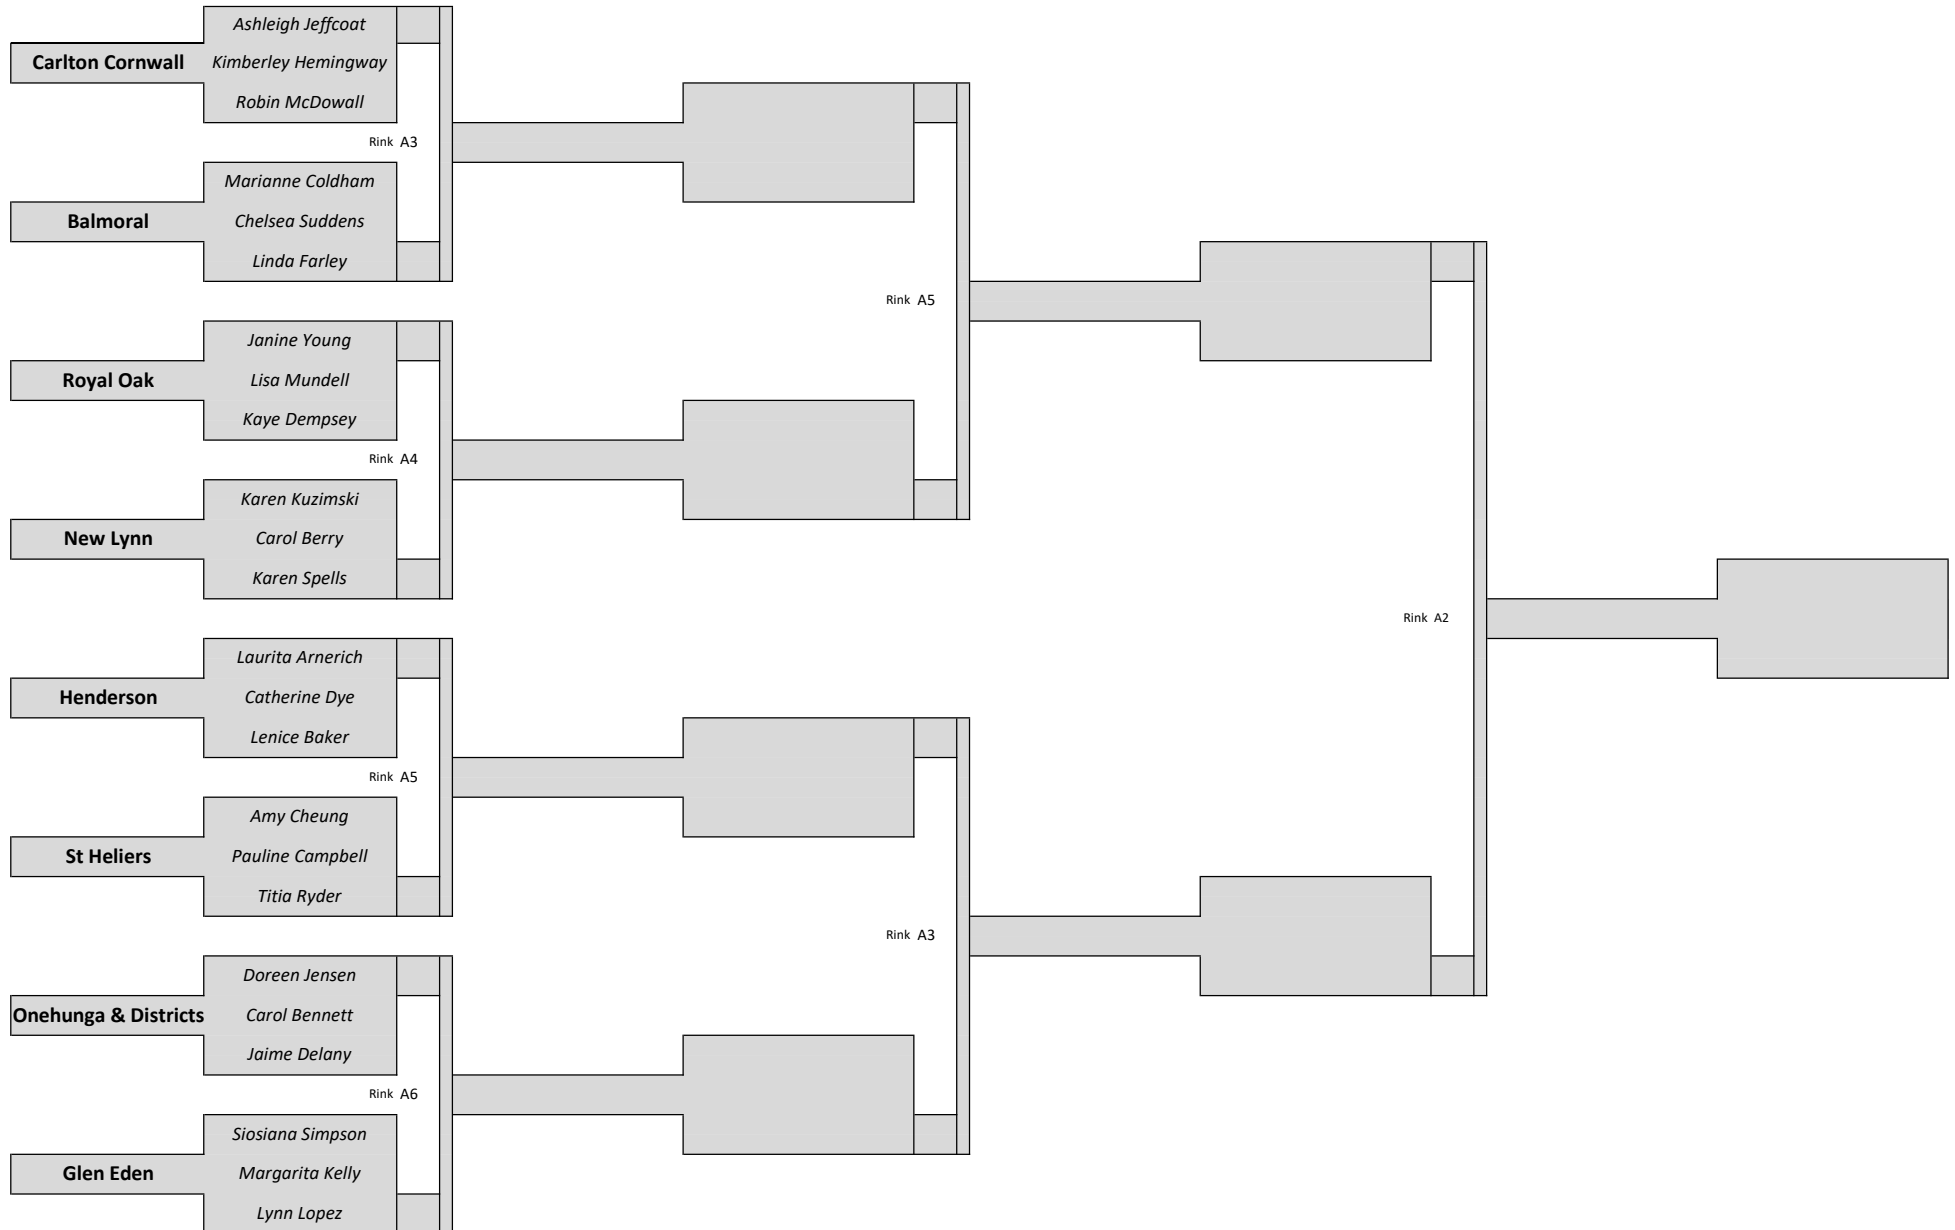 Ashleigh Jeffcoat
Carlton Cornwall Kimberley Hemingway
Robin McDowall
Rink A3
Marianne Coldham
Balmoral Chelsea Suddens
Linda Farley
Rink A5
Janine Young
Royal Oak Lisa Mundell
Kaye Dempsey
Rink A4
Karen Kuzimski
New Lynn Carol Berry
Karen Spells
Rink A2
Laurita Arnerich
Henderson Catherine Dye
Lenice Baker
Rink A5
Amy Cheung
St Heliers Pauline Campbell
Titia Ryder
Rink A3
Doreen Jensen
Onehunga & Districts Carol Bennett
Jaime Delany
Rink A6
Siosiana Simpson
Glen Eden Margarita Kelly
Lynn Lopez